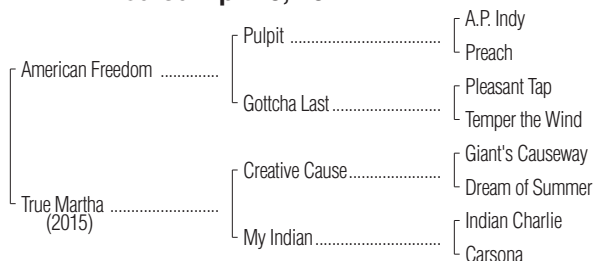 A.P. Indy
Pulpit ........................................
Preach
American Freedom ...............
Pleasant Tap
Gottcha Last ............................
Temper the Wind
Giant's Causeway
Creative Cause.......................
Dream of Summer
True Martha ............................
(2015)
Indian Charlie
My Indian................................
Carsona